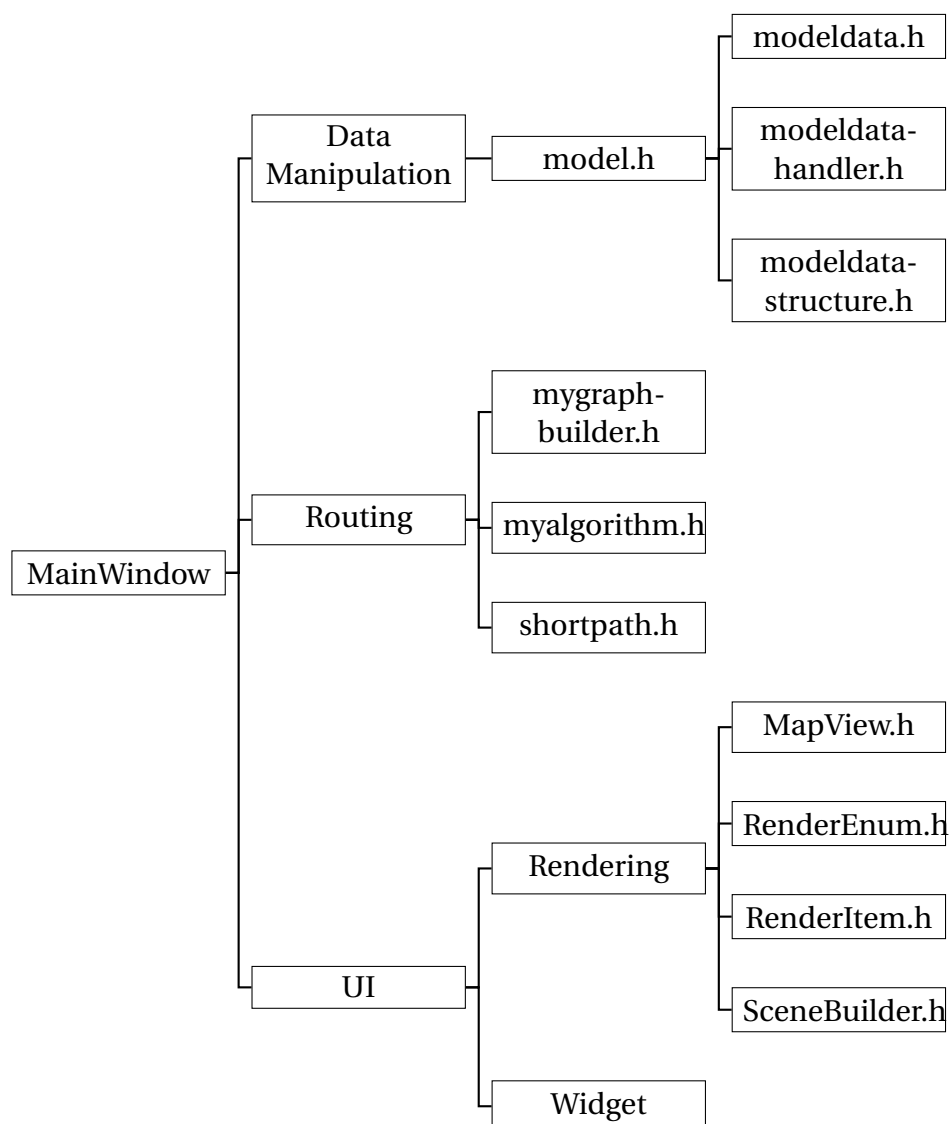 modeldata.h
Data
Manipulation
model.h
modeldata-
handler.h
modeldata-
structure.h
mygraph-
builder.h
Routing
myalgorithm.h
MainWindow
shortpath.h
MapView.h
RenderEnum.h
Rendering
RenderItem.h
UI
SceneBuilder.h
Widget